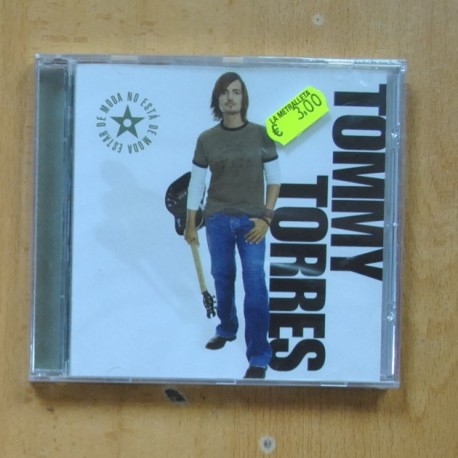 ESTAR DE MODA NO ESTÁ DE MODA
LA METRALLETA
€ 3,00
TOMMY
TORRES